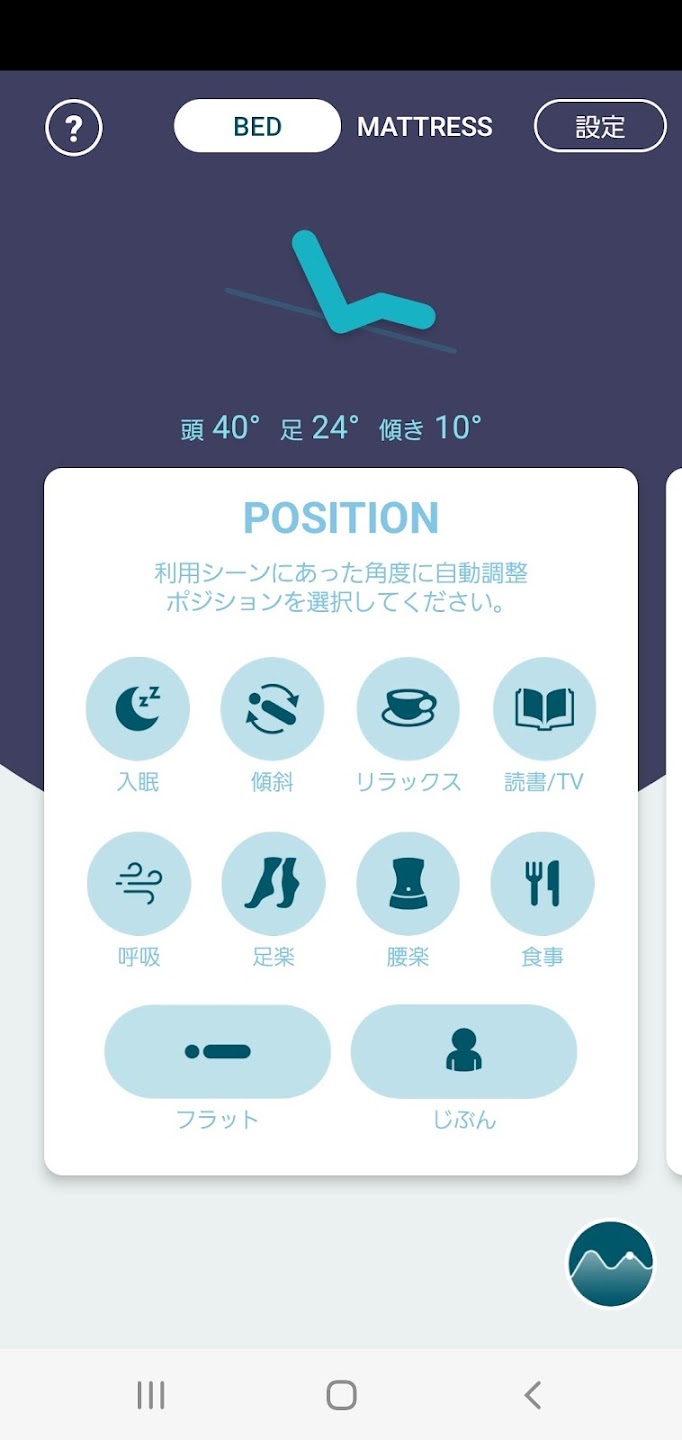 ?
BED MATTRESS 設定
頭 40° 足 24° 傾き 10°
POSITION
利用シーンにあった角度に自動調整
ポジションを選択してください。
zzz
入眠 傾斜 リラックス 読書/TV
呼吸 足楽 腰楽 食事
フラット じぶん